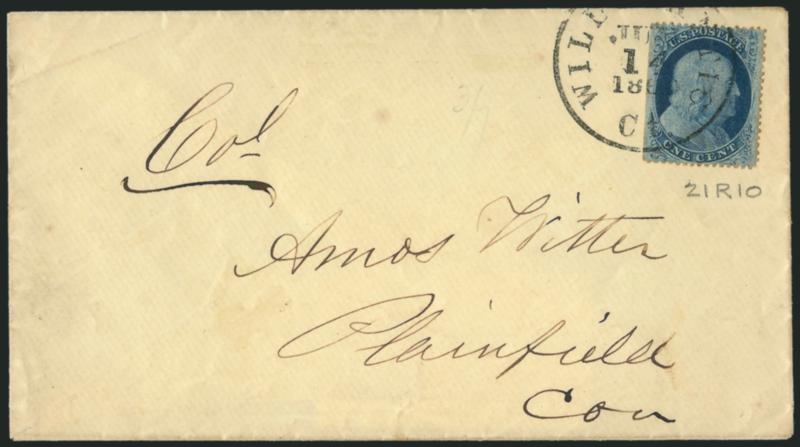 U.S. POSTAGE
ONE CENT
21R10
Col
Amos Witter
Plainfield
Con